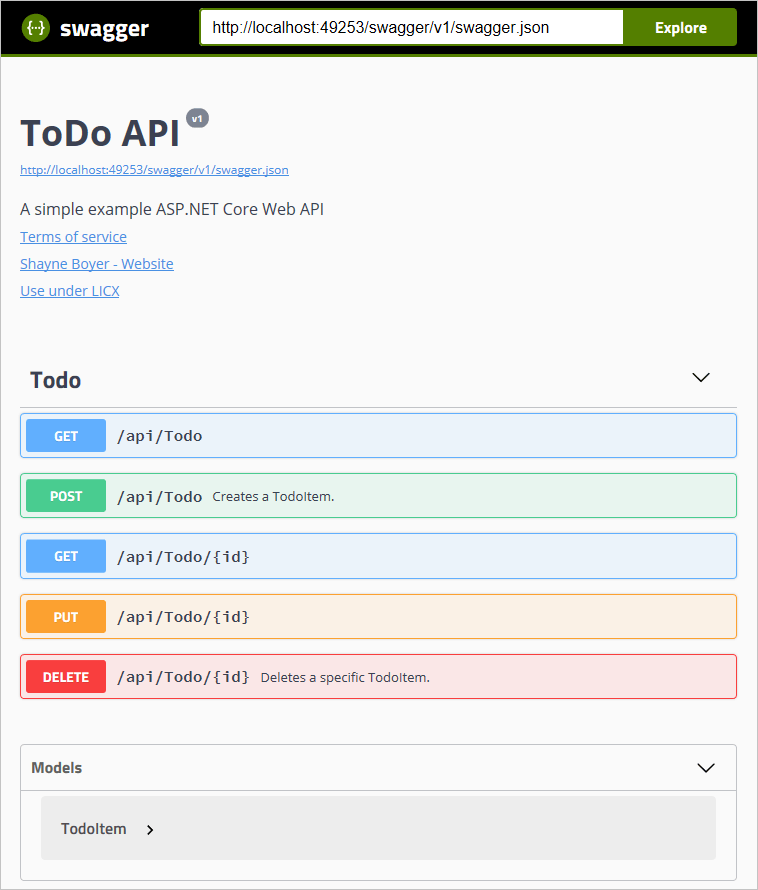 {··} swagger http://localhost:49253/swagger/v1/swagger.json Explore
ToDo API v1
http://localhost:49253/swagger/v1/swagger.json
A simple example ASP.NET Core Web API
Terms of service
Shayne Boyer - Website
Use under LICX
Todo
GET /api/Todo
POST /api/Todo Creates a TodoItem.
GET /api/Todo/{id}
PUT /api/Todo/{id}
DELETE /api/Todo/{id} Deletes a specific TodoItem.
Models
TodoItem